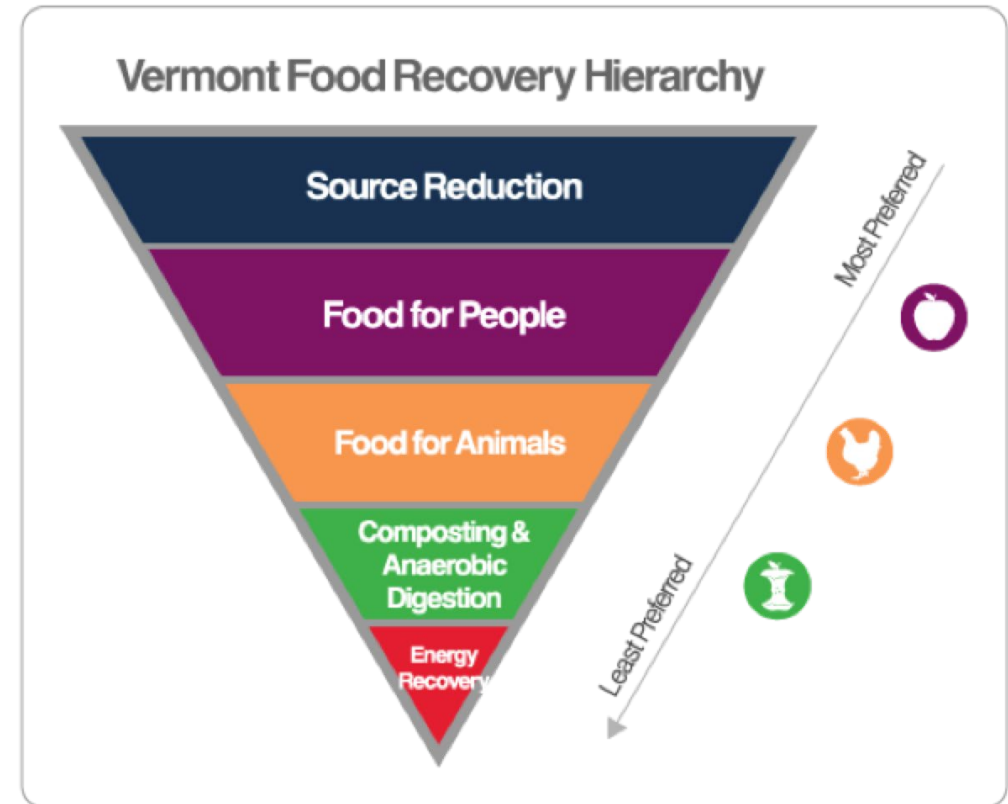 Vermont Food Recovery Hierarchy
Source Reduction
Food for People
Food for Animals
Composting &
Anaerobic
Digestion
Energy
Recovery
Most Preferred
Least Preferred